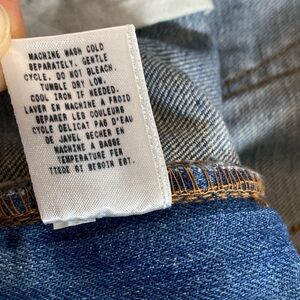 MACHINE WASH COLD
SEPARATELY, GENTLE
CYCLE. DO NOT BLEACH.
TUMBLE DRY LOW.
COOL IRON IF NEEDED.
LAVER EN MACHINE A FROID
SEPARER LES COULEURS
CYCLE DELICAT PAS D'EAU
DE JAVEL SECHER EN
MACHINE A BASSE
TEMPERATURE FER
TIEDE SI BESOIN EST.